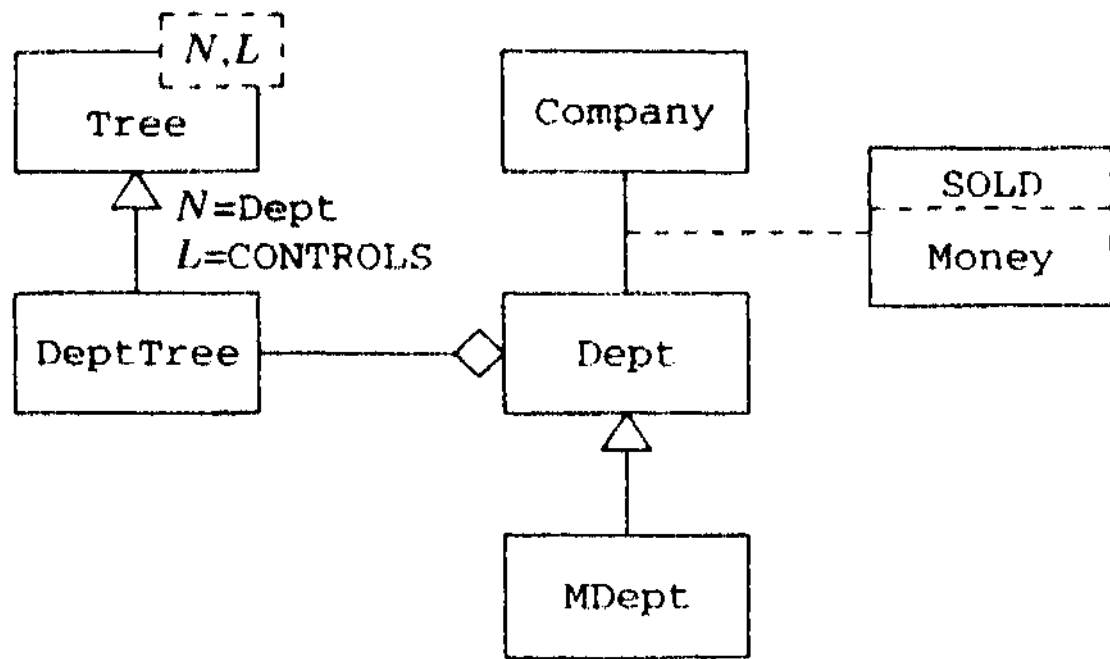 N,L
Tree
Company
SOLD
Money
N=Dept
L=CONTROLS
DeptTree
Dept
MDept